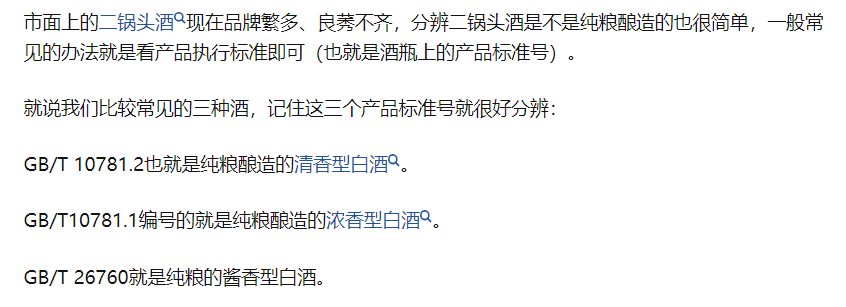 市面上的二锅头酒现在品牌繁多、良莠不齐，分辨二锅头酒是不是纯粮酿造的也很简单，一般常
见的办法就是看产品执行标准即可（也就是酒瓶上的产品标准号）。
就说我们比较常见的三种酒，记住这三个产品标准号就很好分辨：
GB/T 10781.2也就是纯粮酿造的清香型白酒。
GB/T10781.1编号的就是纯粮酿造的浓香型白酒。
GB/T 26760就是纯粮的酱香型白酒。